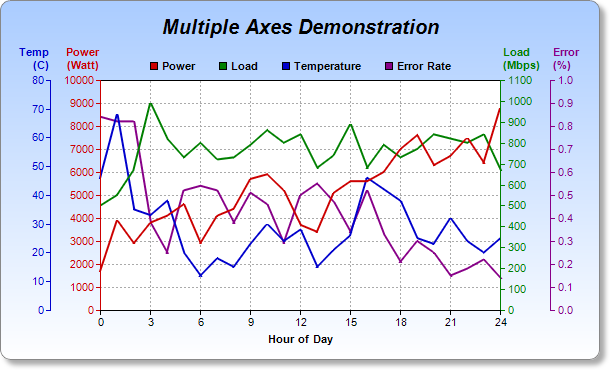 Multiple Axes Demonstration
Temp (C) Power (Watt) Load (Mbps) Error (%)
Power Load Temperature Error Rate
80 10000 1100 1.0
70 9000 1000 0.9
60 8000 900 0.8
50 7000 800 0.7
40 6000 700 0.6
30 5000 600 0.5
20 4000 500 0.4
10 3000 400 0.3
0 2000 300 0.2
1000 200 0.1
0 100 0.0
0
0 3 6 9 12 15 18 21 24
Hour of Day